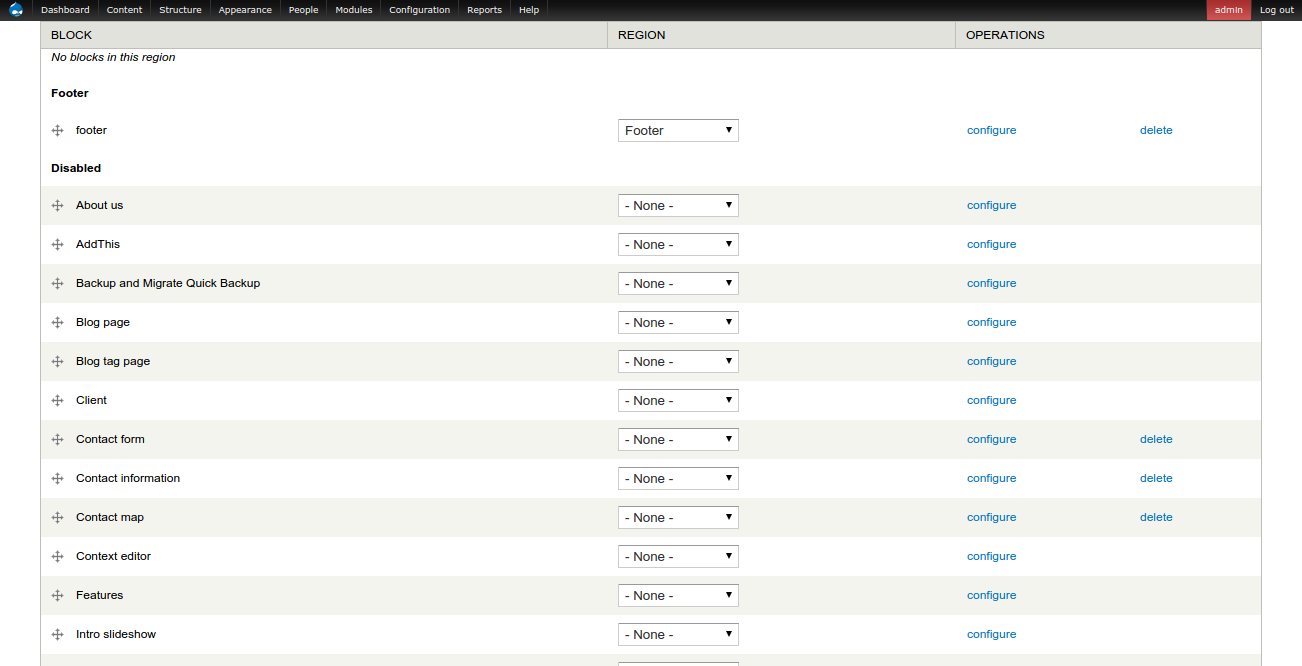 Dashboard Content Structure Appearance People Modules Configuration Reports Help admin Log out
BLOCK REGION OPERATIONS
No blocks in this region
Footer
footer Footer configure delete
Disabled
About us - None - configure
AddThis - None - configure
Backup and Migrate Quick Backup - None - configure
Blog page - None - configure
Blog tag page - None - configure
Client - None - configure
Contact form - None - configure delete
Contact information - None - configure delete
Contact map - None - configure delete
Context editor - None - configure
Features - None - configure
Intro slideshow - None - configure